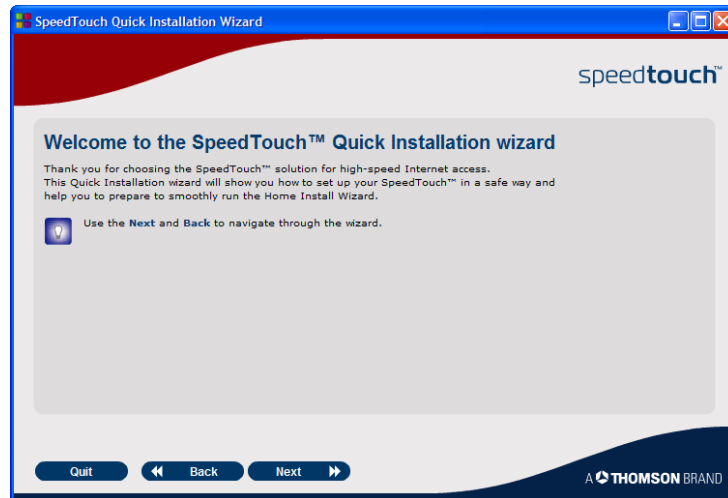 SpeedTouch Quick Installation Wizard
speedtouch™
Welcome to the SpeedTouch™ Quick Installation wizard
Thank you for choosing the SpeedTouch™ solution for high-speed Internet access.
This Quick Installation wizard will show you how to set up your SpeedTouch™ in a safe way and
help you to prepare to smoothly run the Home Install Wizard.
Use the Next and Back to navigate through the wizard.
Quit Back Next
A THOMSON BRAND